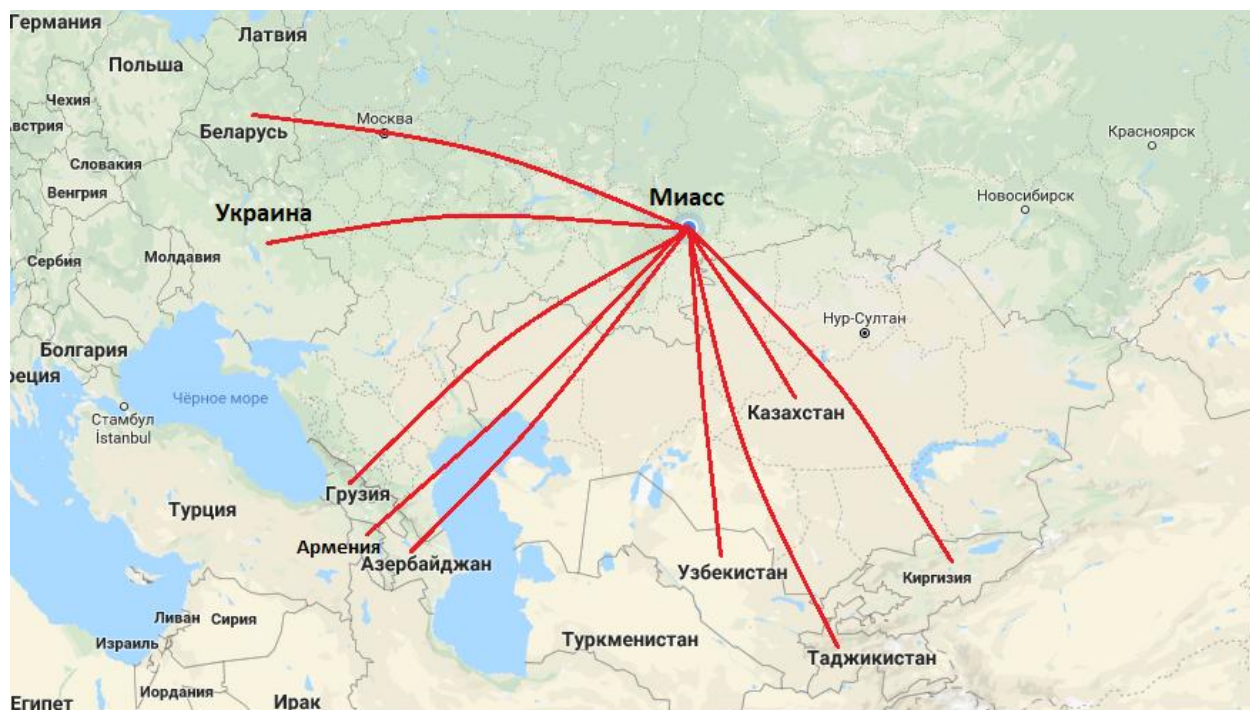 Германия
Латвия
Польша
Чехия
Москва
встрия
Беларусь
Красноярск
Словакия
Венгрия
Миасс
Новосибирск
Украина
Молдавия
Сербия
Нур-Султан
Болгария
реция
Чёрное море
Стамбул
İstanbul
Казахстан
Грузия
Турция
Армения
Азербайджан
Узбекистан
Киргизия
Ливан
Сирия
Израиль
Туркменистан
Таджикистан
Иордания
Ирак
Египет